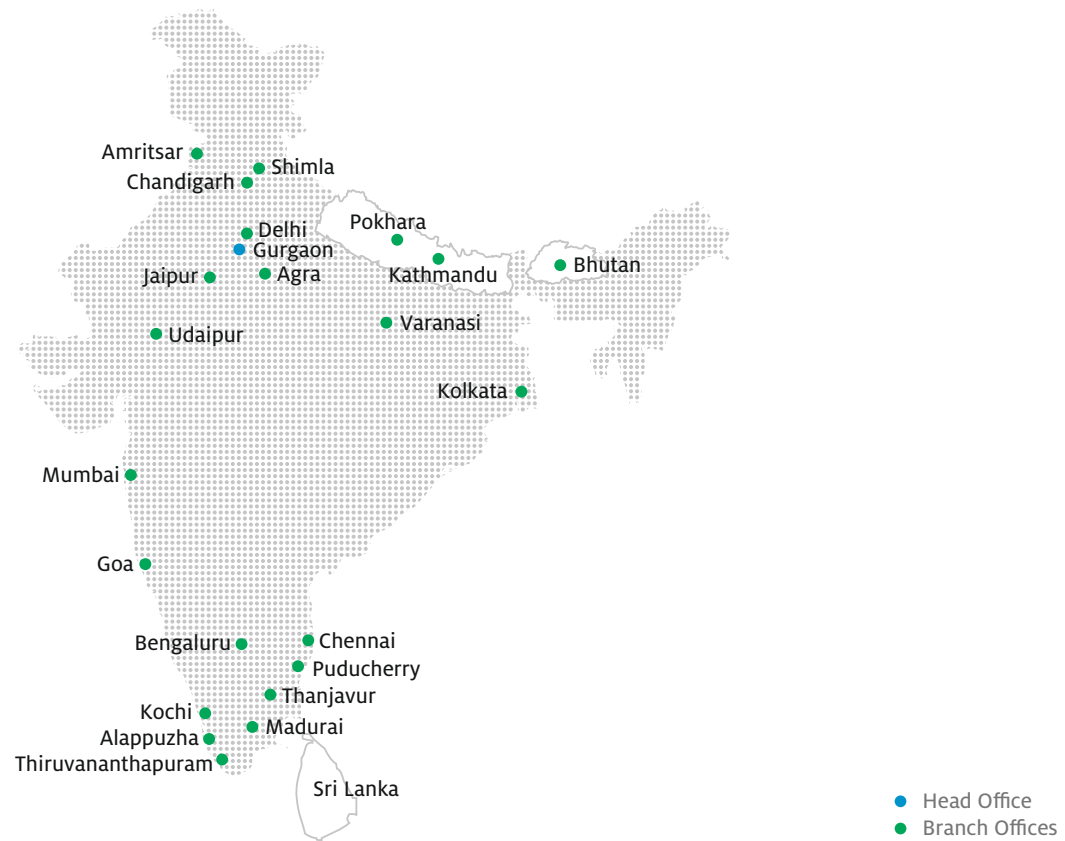 Amritsar
Shimla
Chandigarh
Pokhara
Delhi
Gurgaon
Kathmandu
Bhutan
Jaipur
Agra
Varanasi
Udaipur
Kolkata
Mumbai
Goa
Bengaluru
Chennai
Puducherry
Thanjavur
Kochi
Madurai
Alappuzha
Thiruvananthapuram
Sri Lanka
Head Office
Branch Offices